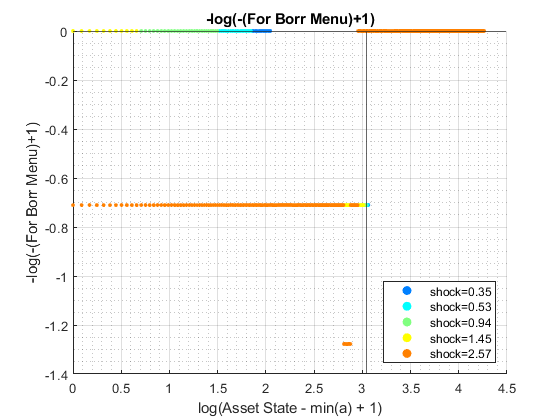 -log(-(For Borr Menu)+1)
0
-0.2
-0.4
-0.6
-0.8
-1
-1.2
-1.4
-log(-(For Borr Menu)+1)
shock=0.35
shock=0.53
shock=0.94
shock=1.45
shock=2.57
0
0.5
1
1.5
2
2.5
3
3.5
4
4.5
log(Asset State - min(a) + 1)